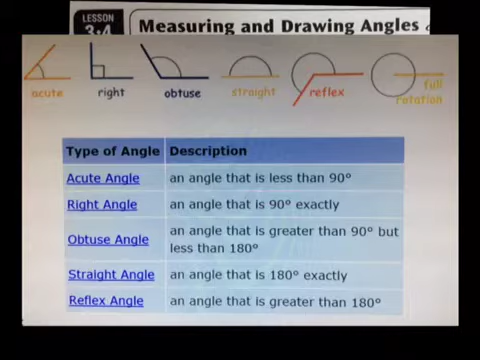 LESSON
3·4
Measuring and Drawing Angles
acute right obtuse straight reflex full rotation
Type of Angle Description
Acute Angle an angle that is less than 90°
Right Angle an angle that is 90° exactly
Obtuse Angle an angle that is greater than 90° but
less than 180°
Straight Angle an angle that is 180° exactly
Reflex Angle an angle that is greater than 180°